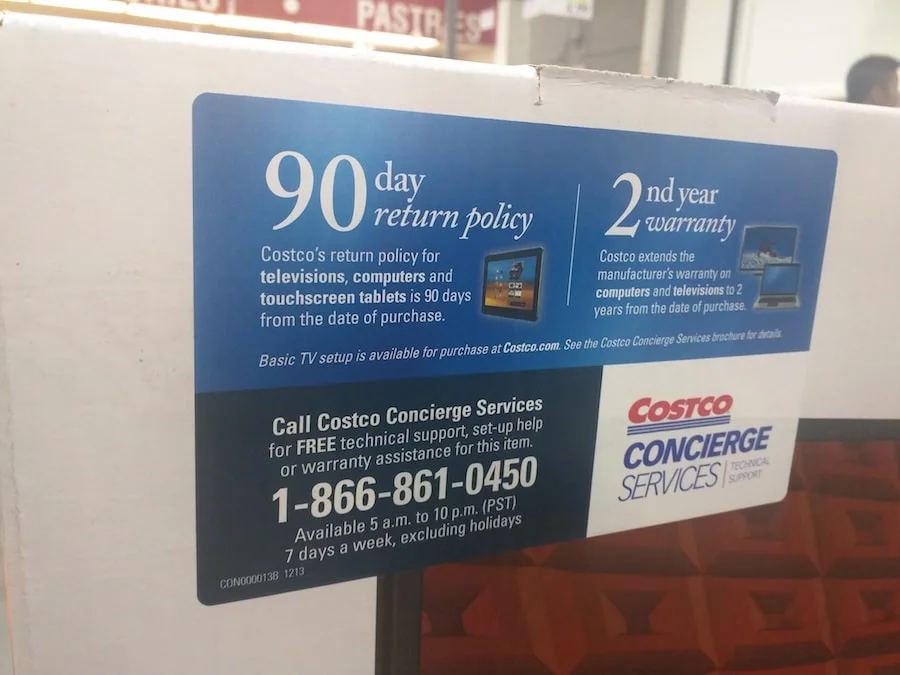 PASTRIES
90 day
return policy
Costco's return policy for
televisions, computers and
touchscreen tablets is 90 days
from the date of purchase.
2nd year
warranty
Costco extends the
manufacturer's warranty on
computers and televisions to 2
years from the date of purchase.
Basic TV setup is available for purchase at Costco.com. See the Costco Concierge Services brochure for details.
Call Costco Concierge Services
for FREE technical support, set-up help
or warranty assistance for this item.
1-866-861-0450
Available 5 a.m. to 10 p.m. (PST)
7 days a week, excluding holidays
CON000013B 1213
COSTCO
CONCIERGE
SERVICES
TECHNICAL
SUPPORT